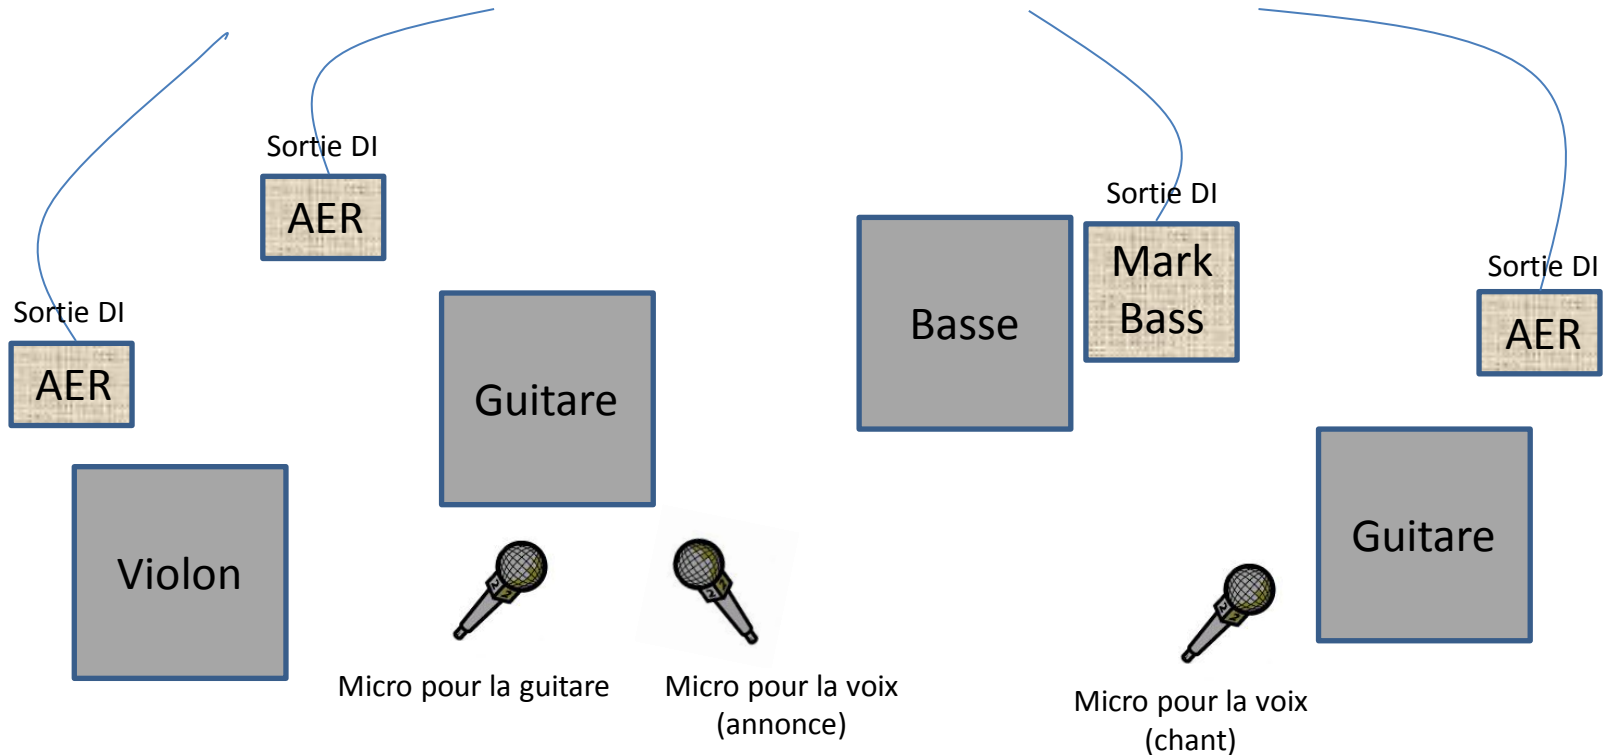 Sortie DI
AER
Sortie DI
Mark
Bass
Sortie DI
AER
Sortie DI
AER
Basse
Guitare
Guitare
Violon
Micro pour la guitare
Micro pour la voix
(annonce)
Micro pour la voix
(chant)